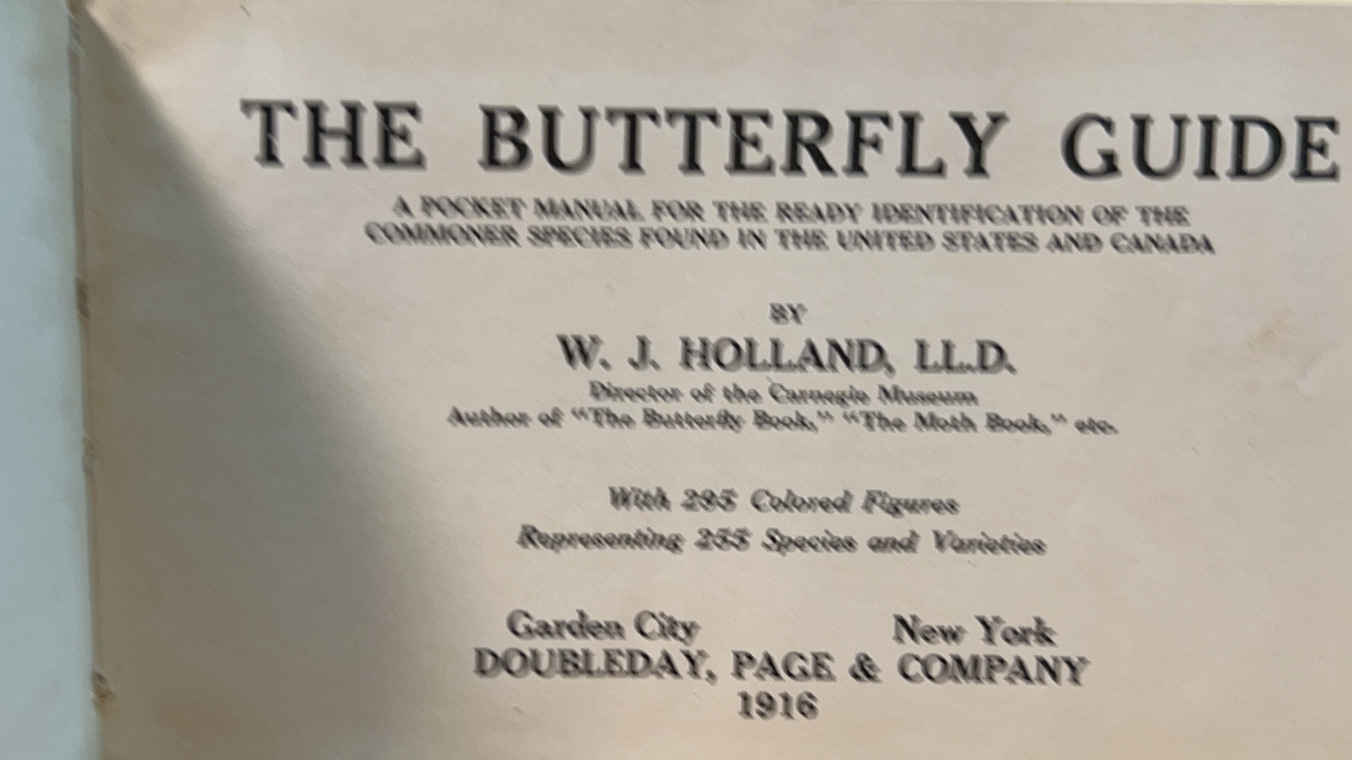 THE BUTTERFLY GUIDE
A POCKET MANUAL FOR THE READY IDENTIFICATION OF THE
COMMONER SPECIES FOUND IN THE UNITED STATES AND CANADA
BY
W. J. HOLLAND, LL.D.
Director of the Carnegie Museum
Author of "The Butterfly Book," "The Moth Book," etc.
With 295 Colored Figures
Representing 255 Species and Varieties
Garden City New York
DOUBLEDAY, PAGE & COMPANY
1916